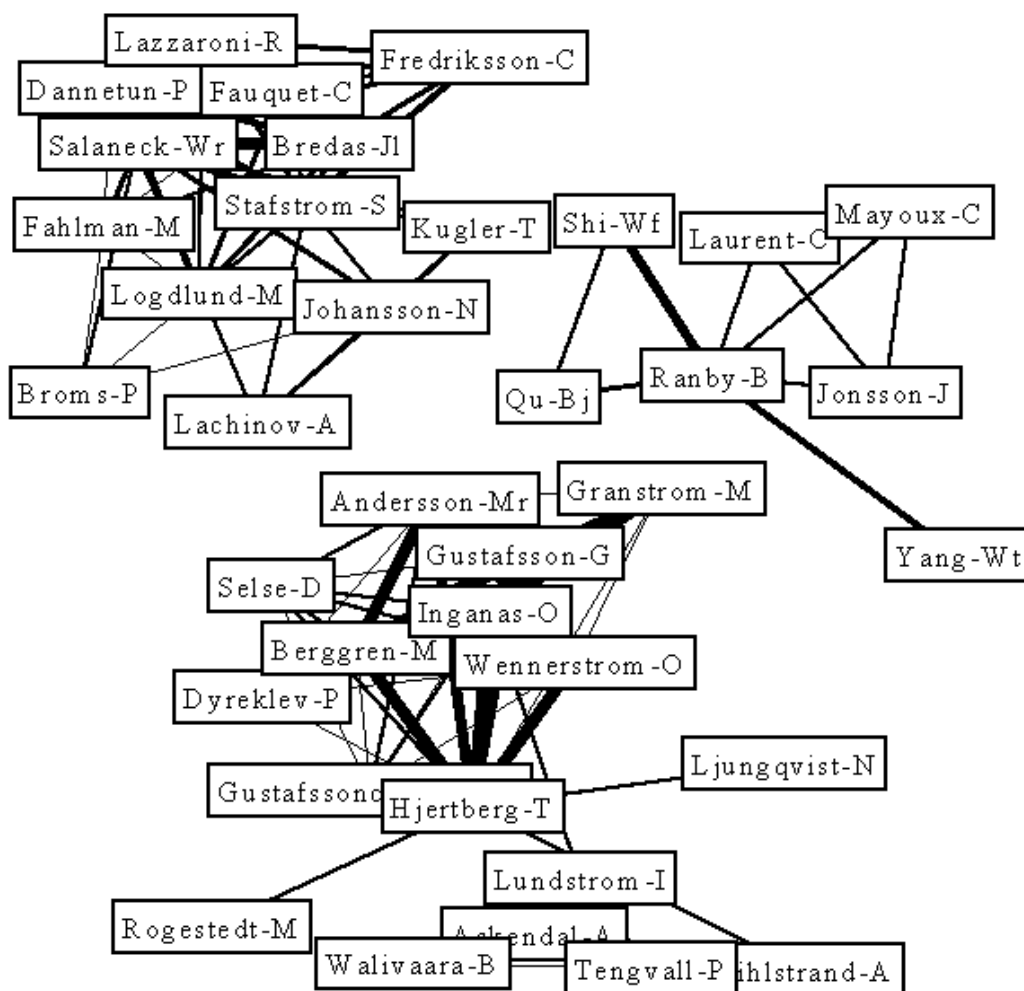 Lazzaroni-R
Fredriksson-C
Dannetun-P
Fauquet-C
Salaneck-Wr
Bredas-Jl
Stafstrom-S
Fahlman-M
Kugler-T
Shi-Wf
Laurent-C
Mayoux-C
Logdlund-M
Johansson-N
Broms-P
Lachinov-A
Qu-Bj
Ranby-B
Jonsson-J
Andersson-Mr
Granstrom-M
Yang-Wt
Gustafsson-G
Selse-D
Inganas-O
Berggren-M
Wennerstrom-O
Dyreklev-P
Ljungqvist-N
Gustafssonc
Hjertberg-T
Lundstrom-I
Rogestedt-M
Walivaara-B
Tengvall-P
ihlstrand-A